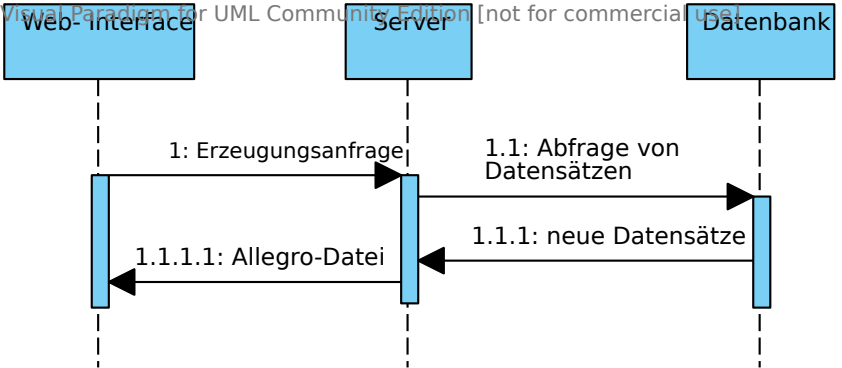 Visual Paradigm for UML Community Edition [not for commercial use]
Web- Interface
Server
Datenbank
1: Erzeugungsanfrage
1.1: Abfrage von
Datensätzen
1.1.1: neue Datensätze
1.1.1.1: Allegro-Datei